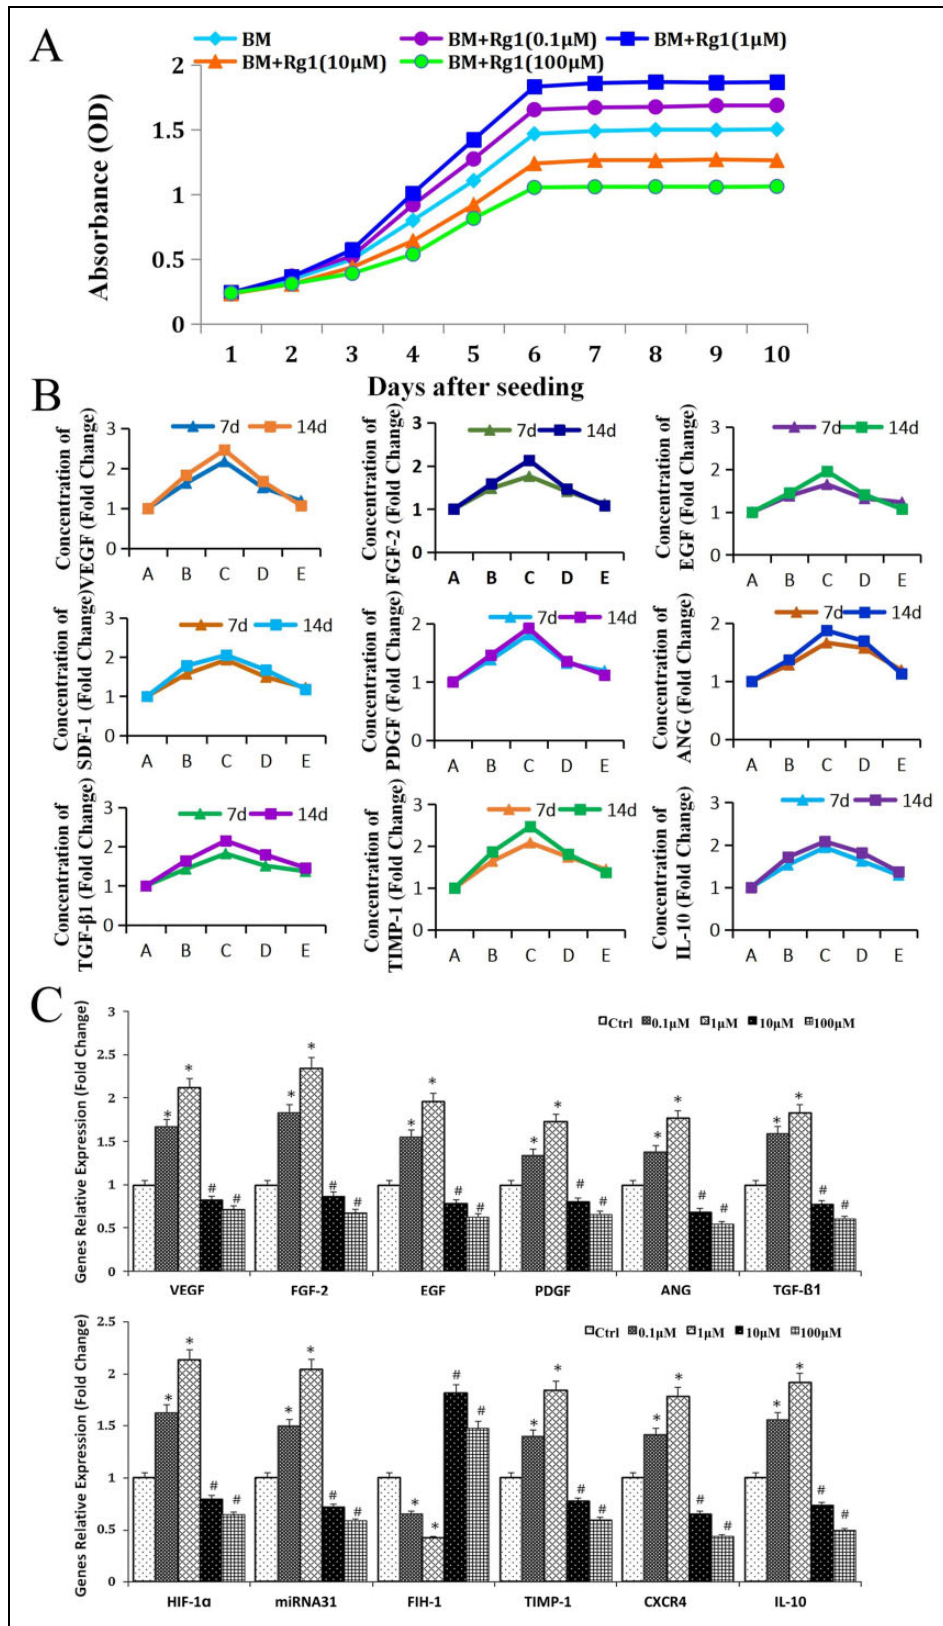 A
BM
BM+Rg1(0.1μM)
BM+Rg1(1μM)
BM+Rg1(10μM)
BM+Rg1(100μM)
Absorbance (OD)
2
1.5
1
0.5
0
1 2 3 4 5 6 7 8 9 10
Days after seeding
B
Concentration of
VEGF (Fold Change)
7d 14d
3
2
1
0
A B C D E
Concentration of
FGF-2 (Fold Change)
7d 14d
3
2
1
0
A B C D E
Concentration of
EGF (Fold Change)
7d 14d
3
2
1
0
A B C D E
Concentration of
SDF-1 (Fold Change)
7d 14d
3
2
1
0
A B C D E
Concentration of
PDGF (Fold Change)
7d 14d
2
1
0
A B C D E
Concentration of
ANG (Fold Change)
7d 14d
2
1
0
A B C D E
Concentration of
TGF-β1 (Fold Change)
7d 14d
3
2
1
0
A B C D E
Concentration of
TIMP-1 (Fold Change)
7d 14d
3
2
1
0
A B C D E
Concentration of
IL-10 (Fold Change)
7d 14d
3
2
1
0
A B C D E
C
Genes Relative Expression (Fold Change)
Ctrl 0.1μM 1μM 10μM 100μM
3
2.5
2
1.5
1
0.5
0
* * # #
* * # #
* * # #
* * # #
* * # #
* * # #
VEGF FGF-2 EGF PDGF ANG TGF-ß1
Genes Relative Expression (Fold Change)
Ctrl 0.1μM 1μM 10μM 100μM
2.5
2
1.5
1
0.5
0
* * # #
* * # #
* * # #
* * # #
* * # #
* * # #
HIF-1α miRNA31 FIH-1 TIMP-1 CXCR4 IL-10